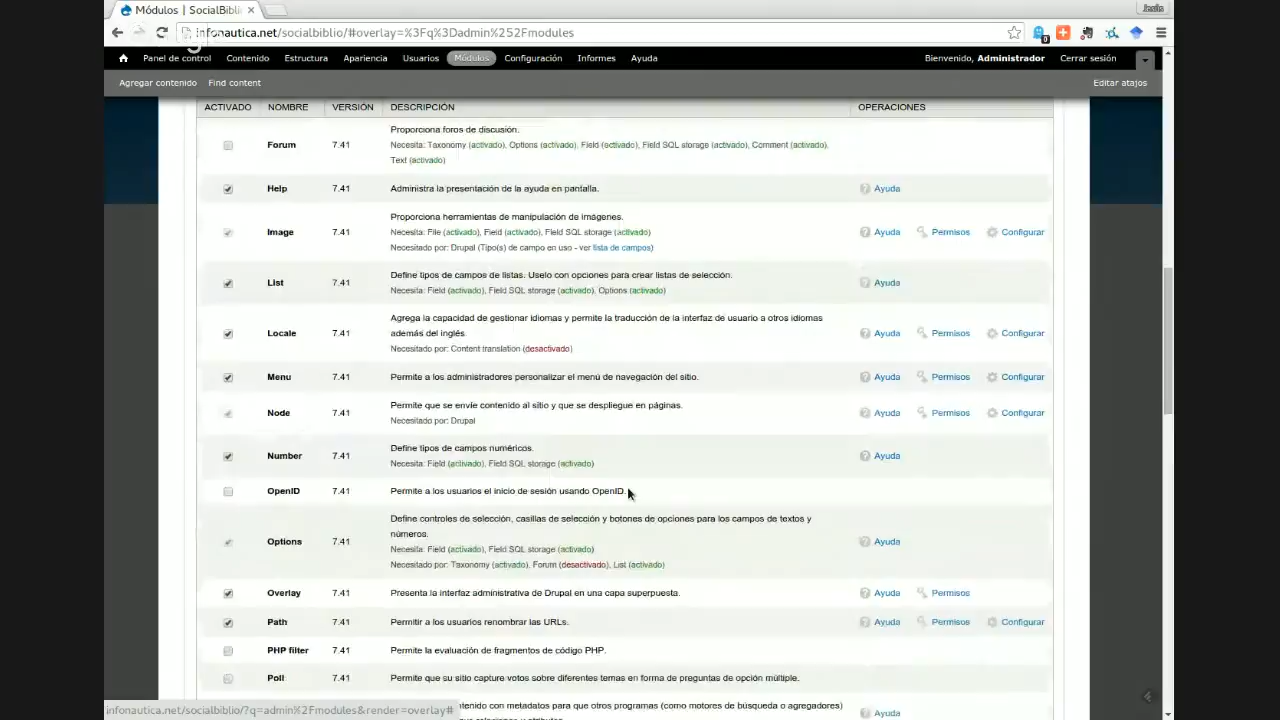 Módulos | SocialBibli
Jesús
infonautica.net/socialbiblio/#overlay=%3Fq%3Dadmin%252Fmodules
Panel de control Contenido Estructura Apariencia Usuarios Módulos Configuración Informes Ayuda Bienvenido, Administrador Cerrar sesión
Agregar contenido Find content Editar atajos
ACTIVADO NOMBRE VERSIÓN DESCRIPCIÓN OPERACIONES
Proporciona foros de discusión.
Forum 7.41 Necesita: Taxonomy (activado), Options (activado), Field (activado), Field SQL storage (activado), Comment (activado),
Text (activado)
Help 7.41 Administra la presentación de la ayuda en pantalla. Ayuda
Proporciona herramientas de manipulación de imágenes.
Image 7.41 Necesita: File (activado), Field (activado), Field SQL storage (activado) Ayuda Permisos Configurar
Necesitado por: Drupal (Tipo(s) de campo en uso - ver lista de campos)
Define tipos de campos de listas. Uselo con opciones para crear listas de selección.
List 7.41 Ayuda
Necesita: Field (activado), Field SQL storage (activado), Options (activado)
Agrega la capacidad de gestionar idiomas y permite la traducción de la interfaz de usuario a otros idiomas
Locale 7.41 además del inglés. Ayuda Permisos Configurar
Necesitado por: Content translation (desactivado)
Menu 7.41 Permite a los administradores personalizar el menú de navegación del sitio. Ayuda Permisos Configurar
Permite que se envíe contenido al sitio y que se despliegue en páginas.
Node 7.41 Ayuda Permisos Configurar
Necesitado por: Drupal
Define tipos de campos numéricos.
Number 7.41 Ayuda
Necesita: Field (activado), Field SQL storage (activado)
OpenID 7.41 Permite a los usuarios el inicio de sesión usando OpenID.
Define controles de selección, casillas de selección y botones de opciones para los campos de textos y
números.
Options 7.41 Ayuda
Necesita: Field (activado), Field SQL storage (activado)
Necesitado por: Taxonomy (activado), Forum (desactivado), List (activado)
Overlay 7.41 Presenta la interfaz administrativa de Drupal en una capa superpuesta. Ayuda Permisos
Path 7.41 Permitir a los usuarios renombrar las URLs. Ayuda Permisos Configurar
PHP filter 7.41 Permite la evaluación de fragmentos de código PHP.
Poll 7.41 Permite que su sitio capture votos sobre diferentes temas en forma de preguntas de opción múltiple.
ntenido con metadatos para que otros programas (como motores de búsqueda o agregadores)
infonautica.net/socialbiblio/?q=admin%2Fmodules&render=overlay# Ayuda